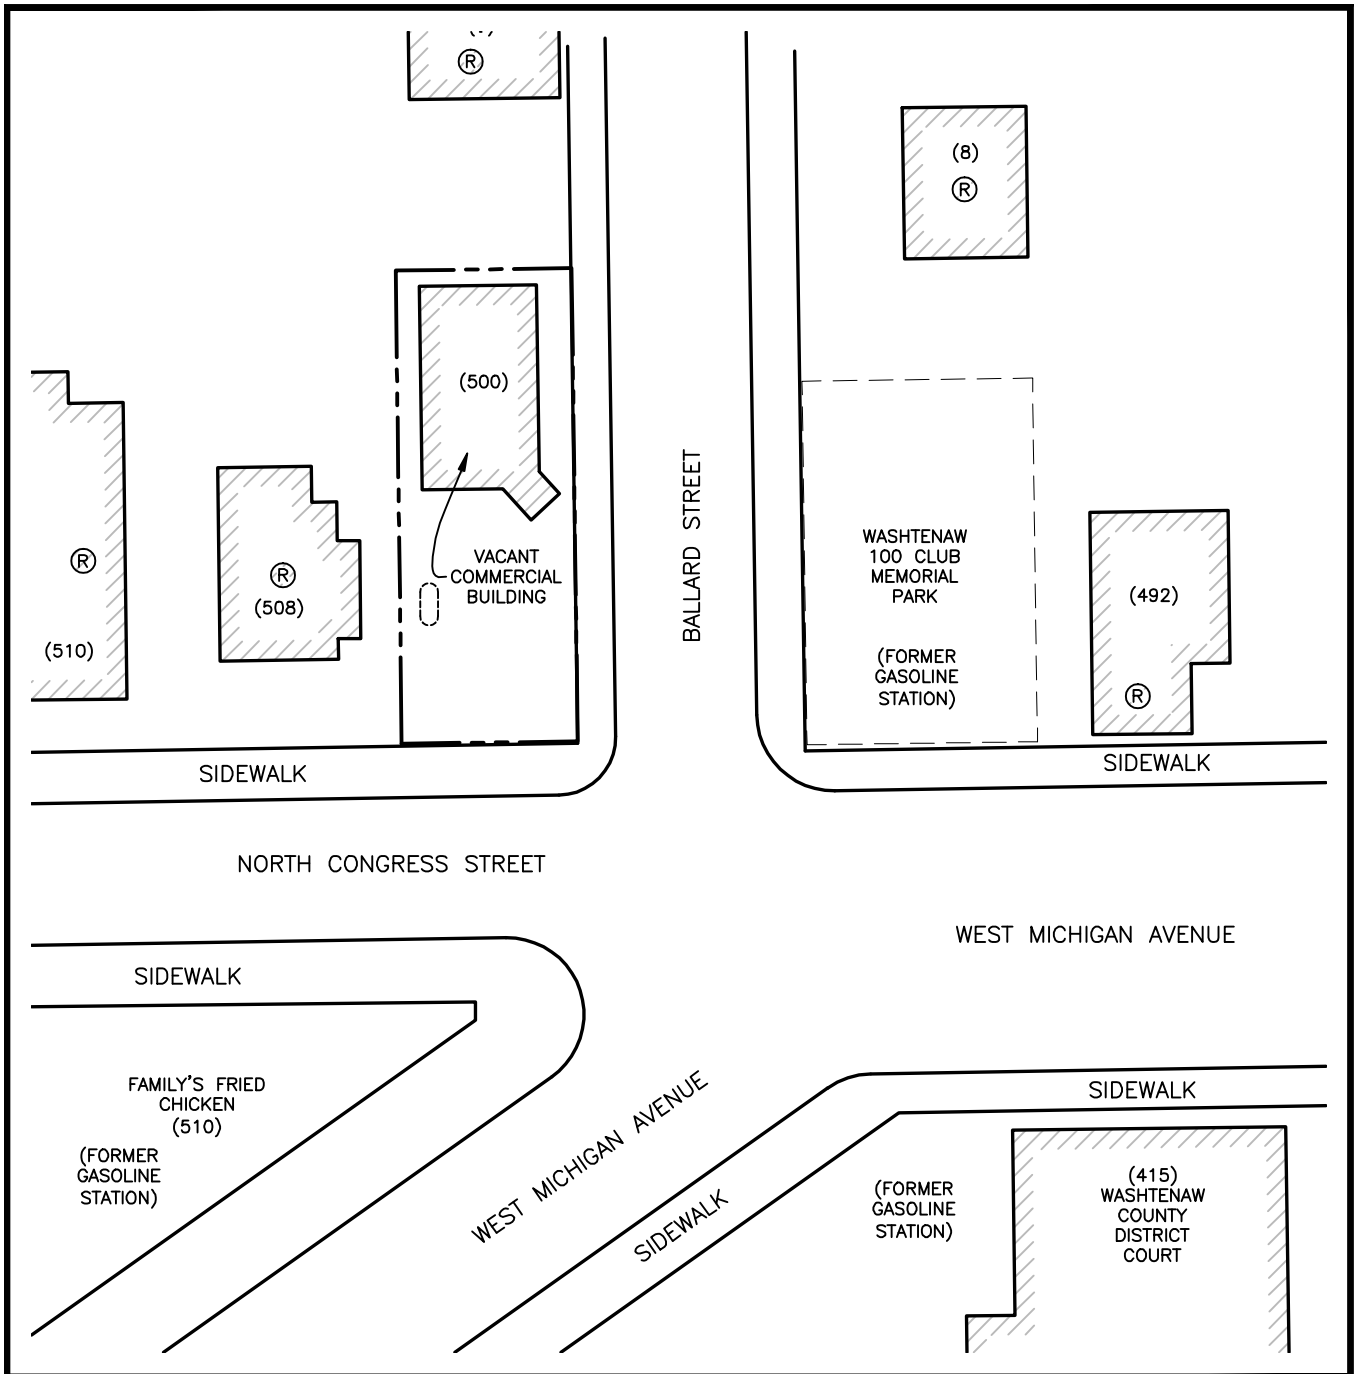 R
(8)
R
(500)
VACANT
COMMERCIAL
BUILDING
R
(510)
R
(508)
BALLARD STREET
WASHTENAW
100 CLUB
MEMORIAL
PARK
(FORMER
GASOLINE
STATION)
(492)
R
SIDEWALK
SIDEWALK
NORTH CONGRESS STREET
WEST MICHIGAN AVENUE
SIDEWALK
FAMILY'S FRIED
CHICKEN
(510)
(FORMER
GASOLINE
STATION)
WEST MICHIGAN AVENUE
SIDEWALK
SIDEWALK
(FORMER
GASOLINE
STATION)
(415)
WASHTENAW
COUNTY
DISTRICT
COURT